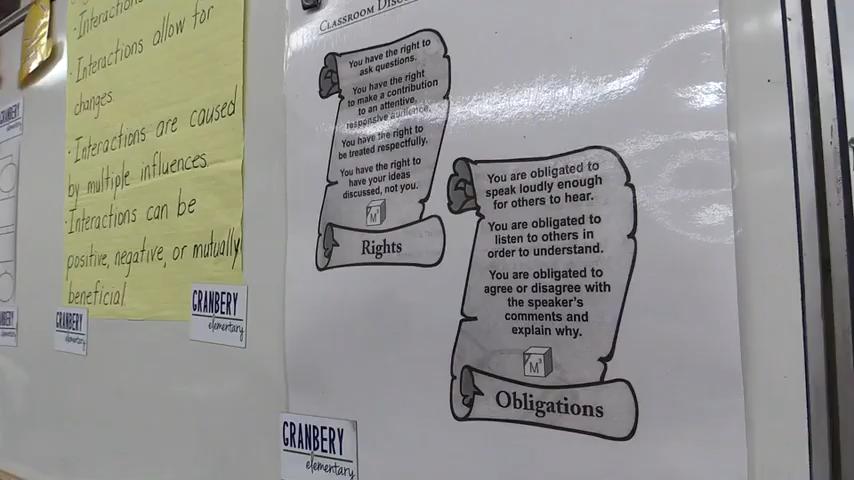 Interactions
· Interactions allow for
changes.
· Interactions are caused
by multiple influences
· Interactions can be
positive, negative, or mutually
beneficial.
GRANBERY
elementary
GRANBERY
elementary
CLASSROOM
You have the right to
ask questions.
You have the right
to make a contribution
to an attentive,
responsive audience.
You have the right to
be treated respectfully.
You have the right to
have your ideas
discussed, not you.
M³
Rights
You are obligated to
speak loudly enough
for others to hear.
You are obligated to
listen to others in
order to understand.
You are obligated to
agree or disagree with
the speaker's
comments and
explain why.
M³
Obligations
GRANBERY
elementary